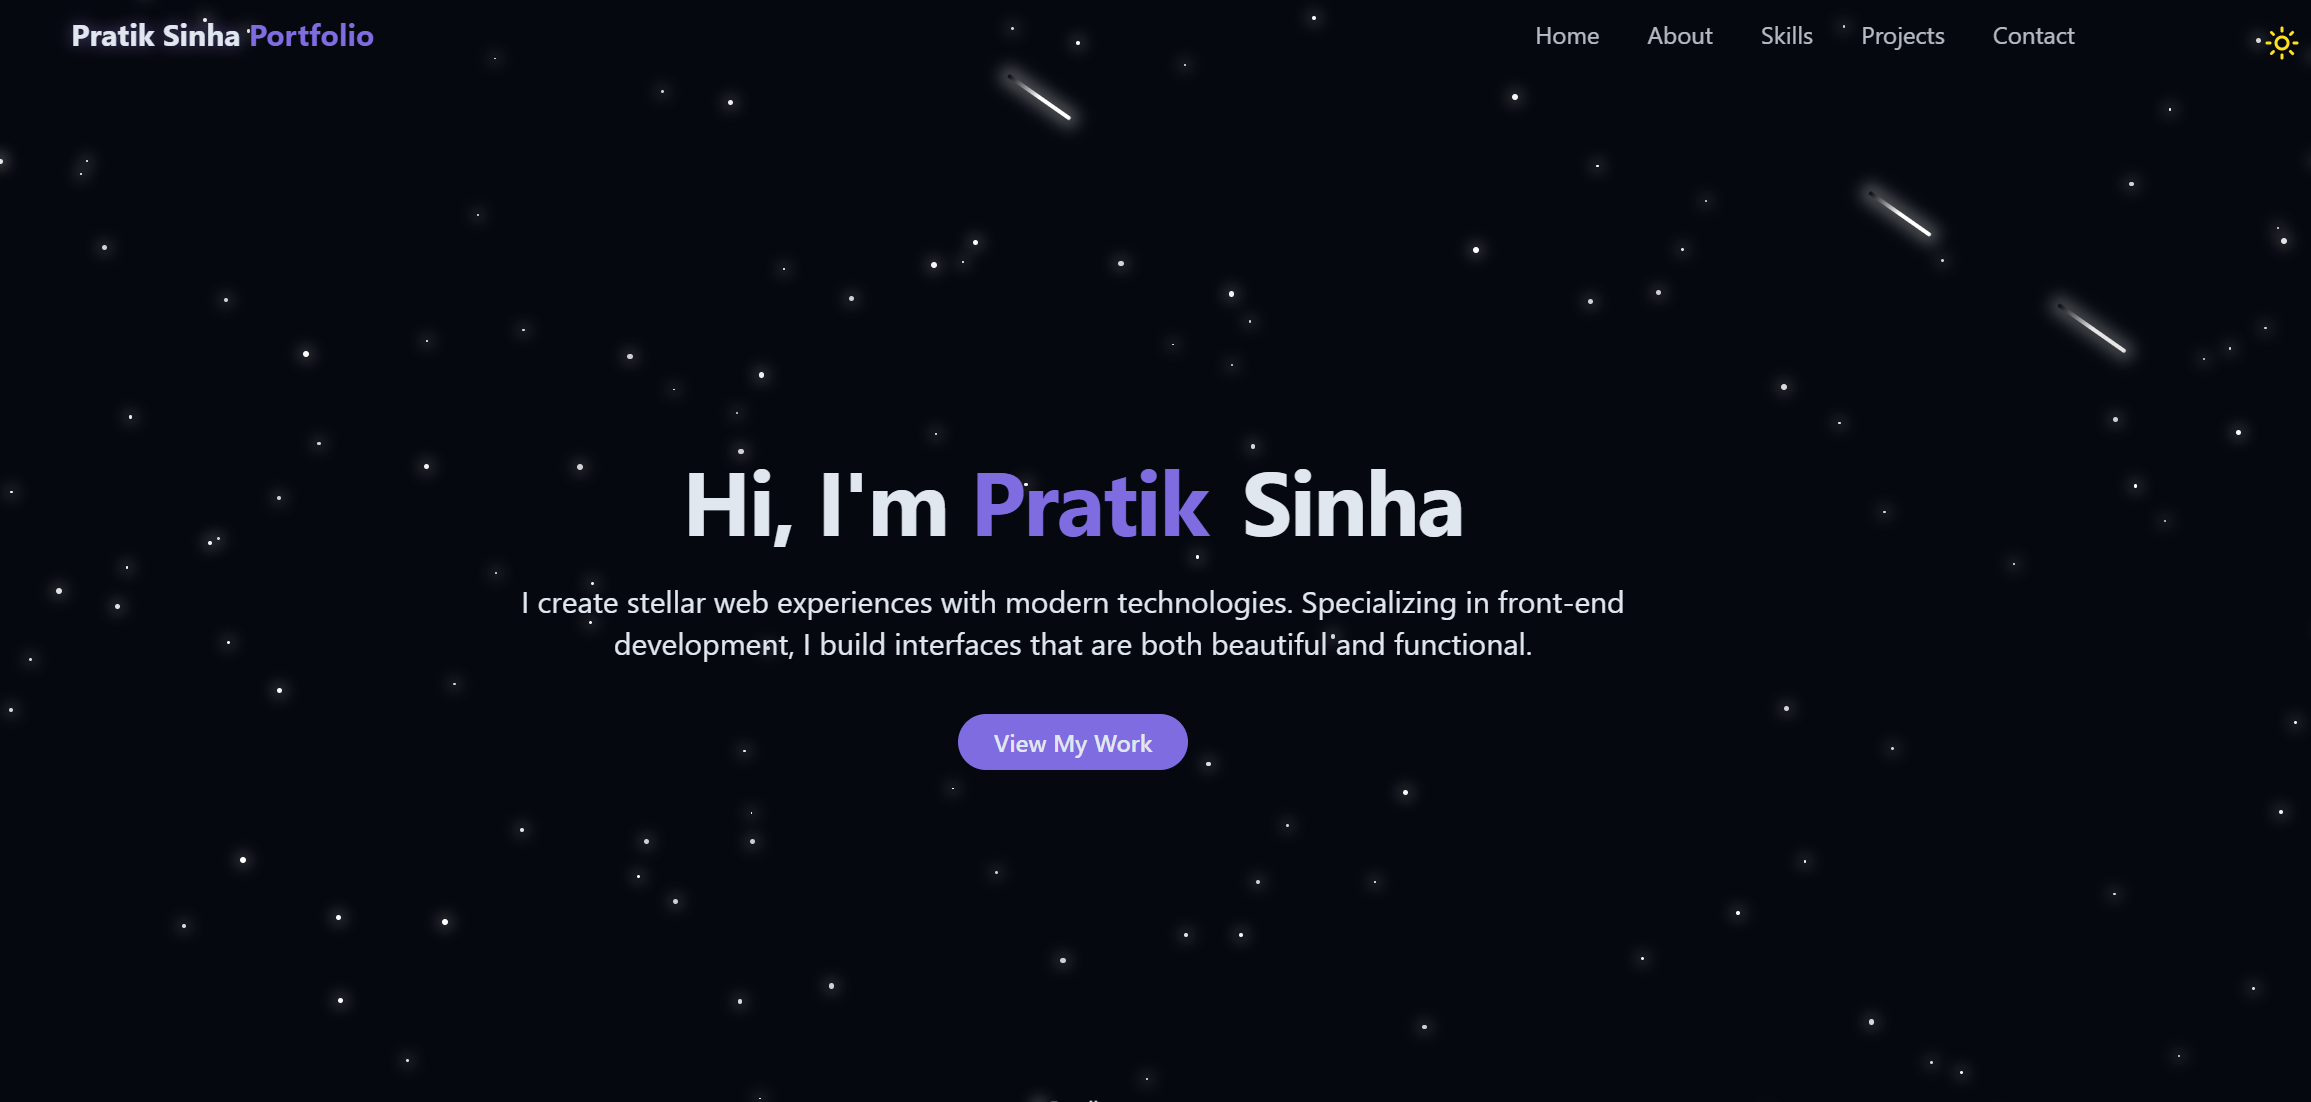 Pratik Sinha Portfolio
Home About Skills Projects Contact
Hi, I'm Pratik Sinha
I create stellar web experiences with modern technologies. Specializing in front-end
development, I build interfaces that are both beautiful and functional.
View My Work